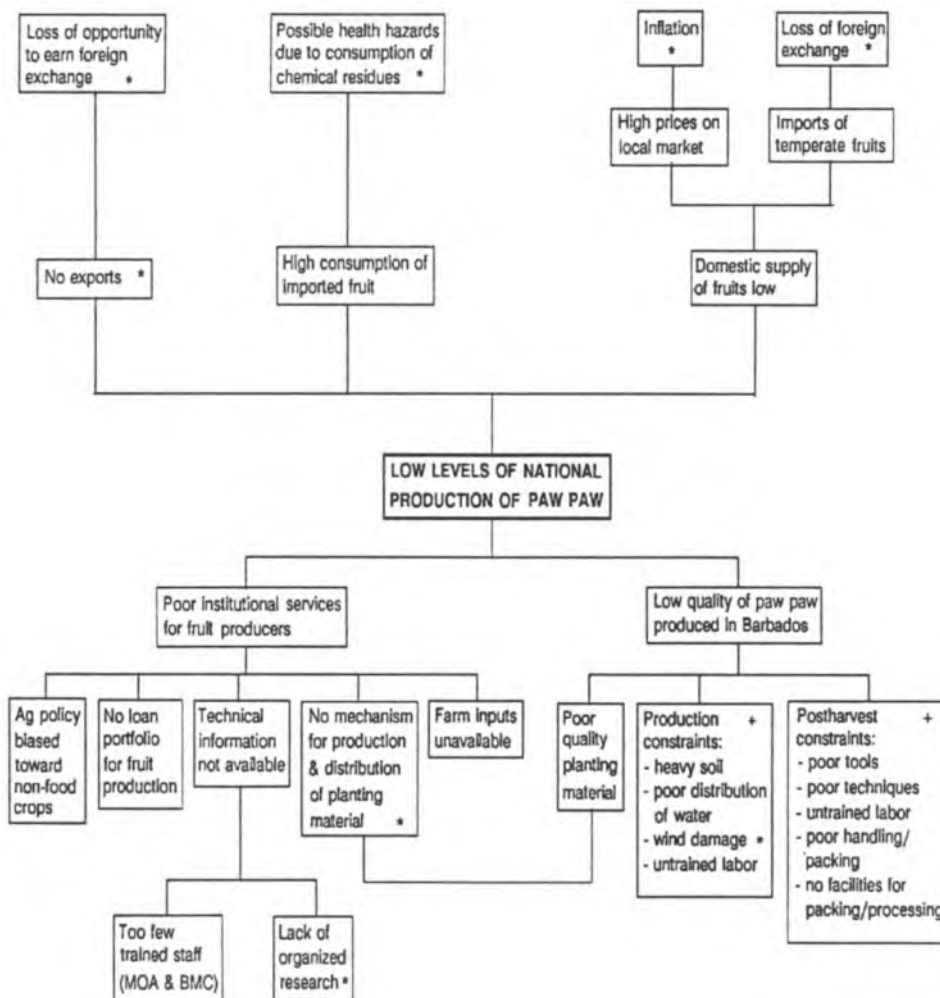 Loss of opportunity
to earn foreign
exchange *
Possible health hazards
due to consumption of
chemical residues *
Inflation
*
Loss of foreign
exchange *
High prices on
local market
Imports of
temperate fruits
No exports *
High consumption of
imported fruit
Domestic supply
of fruits low
LOW LEVELS OF NATIONAL
PRODUCTION OF PAW PAW
Poor institutional services
for fruit producers
Low quality of paw paw
produced in Barbados
Ag policy
biased
toward
non-food
crops
No loan
portfolio
for fruit
production
Technical
information
not available
No mechanism
for production
& distribution
of planting
material *
Farm inputs
unavailable
Poor
quality
planting
material
Production +
constraints:
- heavy soil
- poor distribution
of water
- wind damage *
- untrained labor
Postharvest +
constraints:
- poor tools
- poor techniques
- untrained labor
- poor handling/
packing
- no facilities for
packing/processing
Too few
trained staff
(MOA & BMC)
Lack of
organized
research *